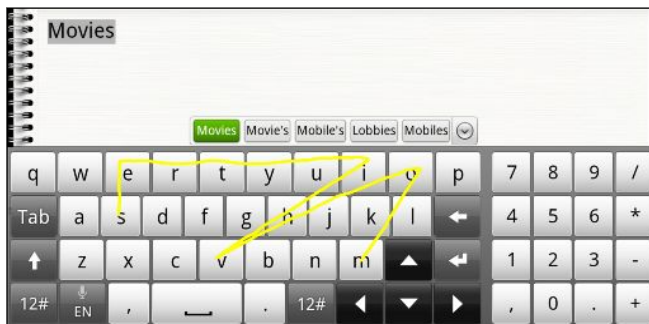 Movies
Movies Movie's Mobile's Lobbies Mobiles
q w e r t y u i o p 7 8 9 /
Tab a s d f g h j k l 4 5 6 *
z x c v b n m 1 2 3 -
12# EN , . 12# , 0 . +